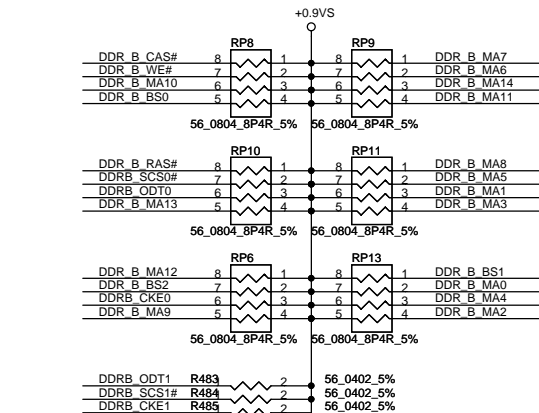 +0.9VS
RP8 RP9
DDR_B_CAS# 8 1 8 1 DDR_B_MA7
DDR_B_WE# 7 2 7 2 DDR_B_MA6
DDR_B_MA10 6 3 6 3 DDR_B_MA14
DDR_B_BS0 5 4 5 4 DDR_B_MA11
56_0804_8P4R_5% 56_0804_8P4R_5%
RP10 RP11
DDR_B_RAS# 8 1 8 1 DDR_B_MA8
DDRB_SCS0# 7 2 7 2 DDR_B_MA5
DDRB_ODT0 6 3 6 3 DDR_B_MA1
DDR_B_MA13 5 4 5 4 DDR_B_MA3
56_0804_8P4R_5% 56_0804_8P4R_5%
RP6 RP13
DDR_B_MA12 8 1 8 1 DDR_B_BS1
DDR_B_BS2 7 2 7 2 DDR_B_MA0
DDRB_CKE0 6 3 6 3 DDR_B_MA4
DDR_B_MA9 5 4 5 4 DDR_B_MA2
56_0804_8P4R_5% 56_0804_8P4R_5%
DDRB_ODT1 R483 2 56_0402_5%
DDRB_SCS1# R484 2 56_0402_5%
DDRB_CKE1 R485 2 56_0402_5%